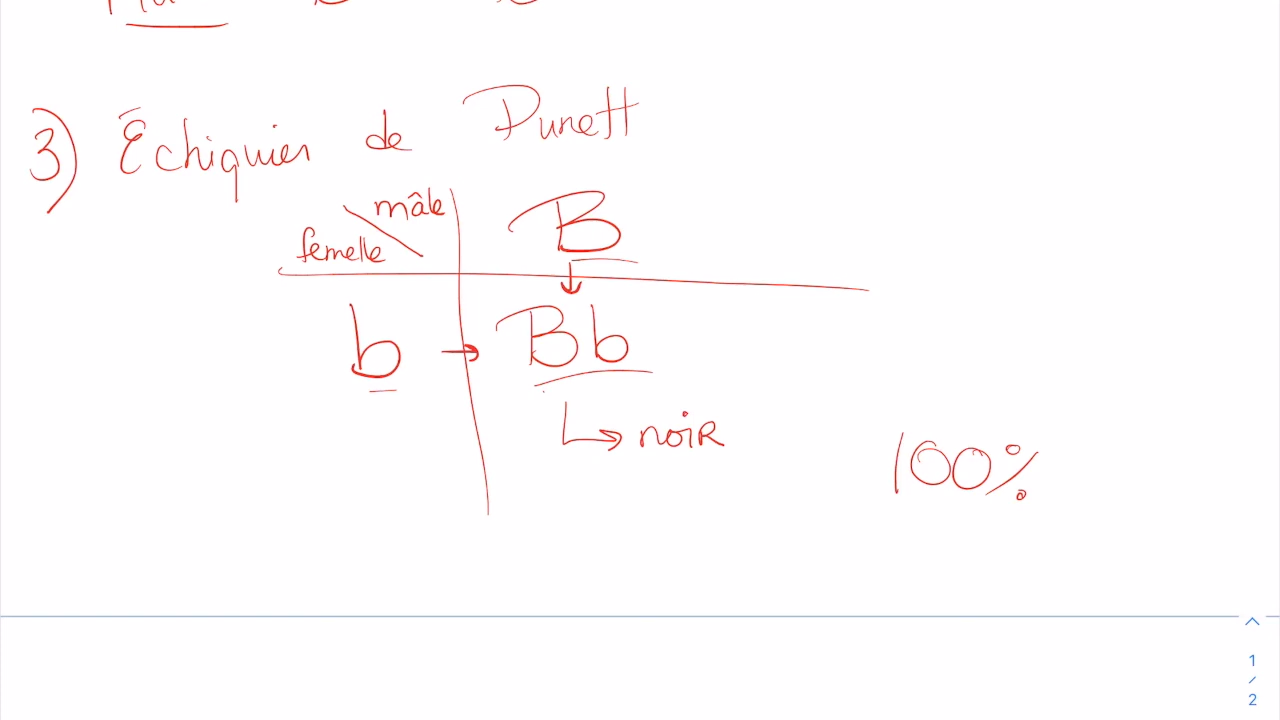 3) Échiquier de Punett
mâle
femelle
B
b → Bb
↳ noir
100%
1
/
2